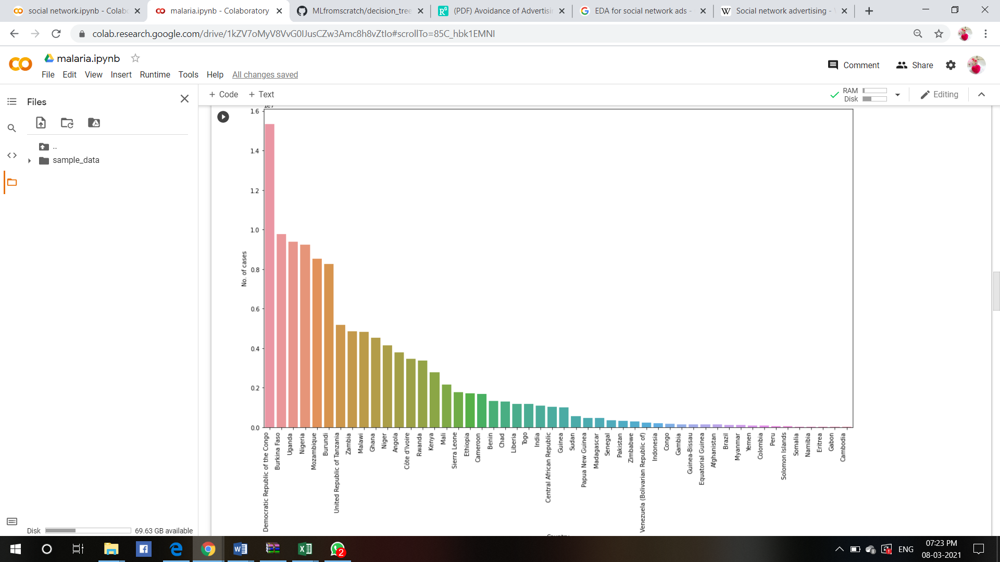 social network.ipynb - Colab
malaria.ipynb - Colaboratory
MLfromscratch/decision_tree
(PDF) Avoidance of Advertisi
EDA for social network ads -
Social network advertising -
colab.research.google.com/drive/1kZV7oMyV8VvG0IJusCZw3Amc8h8vZtIo#scrollTo=85C_hbk1EMNI
malaria.ipynb
File Edit View Insert Runtime Tools Help All changes saved
Comment
Share
Files
+ Code + Text
RAM
Disk
Editing
..
sample_data
1e7
1.6
1.4
1.2
1.0
0.8
0.6
0.4
0.2
0.0
No. of cases
Democratic Republic of the Congo
Burkina Faso
Uganda
Nigeria
Mozambique
Burundi
United Republic of Tanzania
Zambia
Malawi
Ghana
Niger
Angola
Côte d'Ivoire
Rwanda
Kenya
Mali
Sierra Leone
Ethiopia
Cameroon
Benin
Chad
Liberia
Togo
India
Central African Republic
Guinea
Sudan
Papua New Guinea
Madagascar
Senegal
Pakistan
Zimbabwe
Venezuela (Bolivarian Republic of)
Indonesia
Congo
Gambia
Guinea-Bissau
Equatorial Guinea
Afghanistan
Brazil
Myanmar
Yemen
Colombia
Peru
Solomon Islands
Somalia
Namibia
Eritrea
Gabon
Cambodia
Country
Disk 69.63 GB available
2
ENG
07:23 PM
08-03-2021